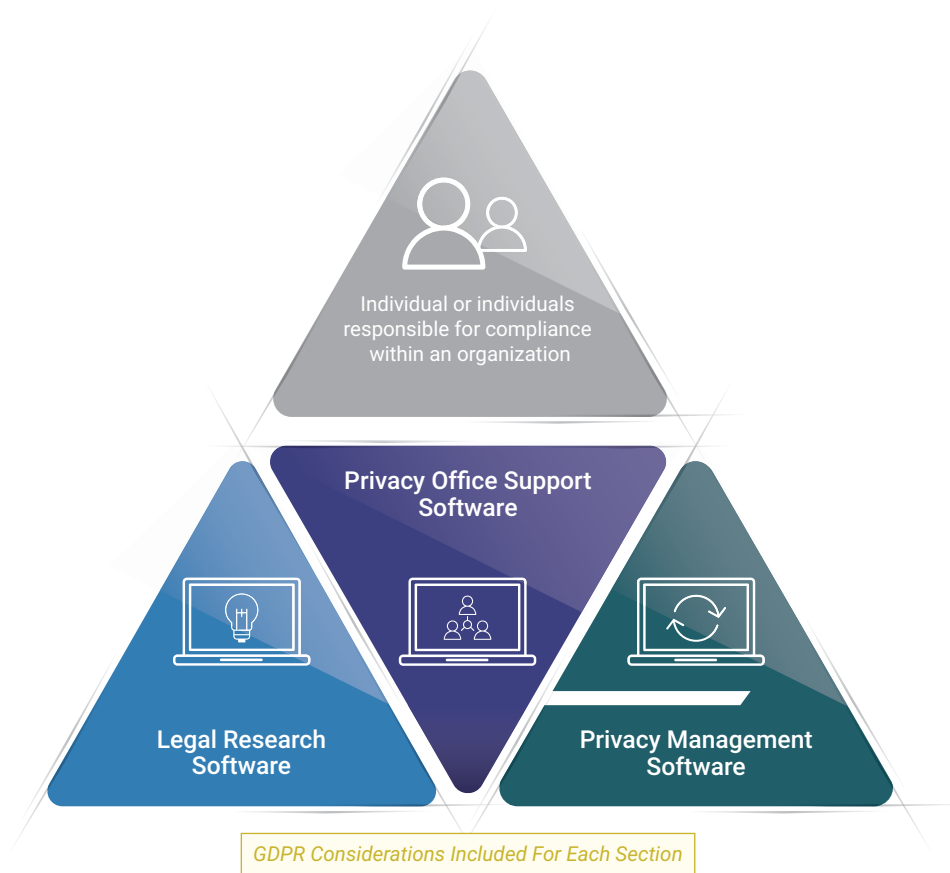 Individual or individuals
responsible for compliance
within an organization
Privacy Office Support
Software
Legal Research
Software
Privacy Management
Software
GDPR Considerations Included For Each Section